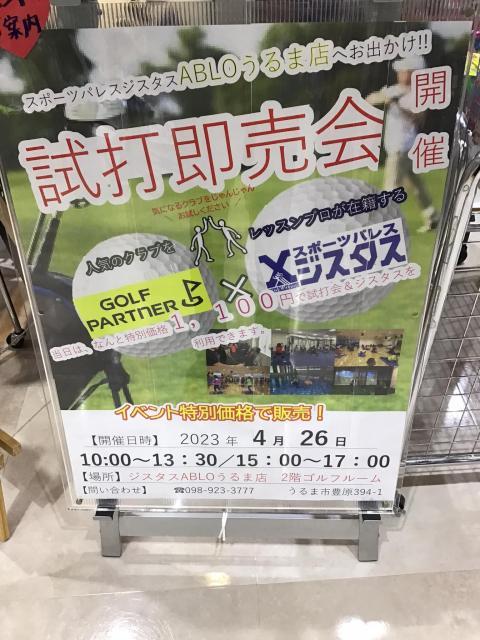 ご案内
スポーツパレスジスタスABLOうるま店へお出かけ!!
試打即売会
開催
気になるクラブをじゃんじゃん
お試しください
人気のクラブを
GOLF
PARTNER
×
レッスンプロが在籍する
スポーツパレス
ジスタス
当日は、なんと特別価格1,100円で試打会&ジスタスを
利用できます。
イベント特別価格で販売！
【開催日時】 2023年 4月 26日
10:00～13：30／15：00～17：00
【場所】 ジスタスABLOうるま店 2階ゴルフルーム
【問い合わせ】 ☎098-923-3777 うるま市豊原394-1